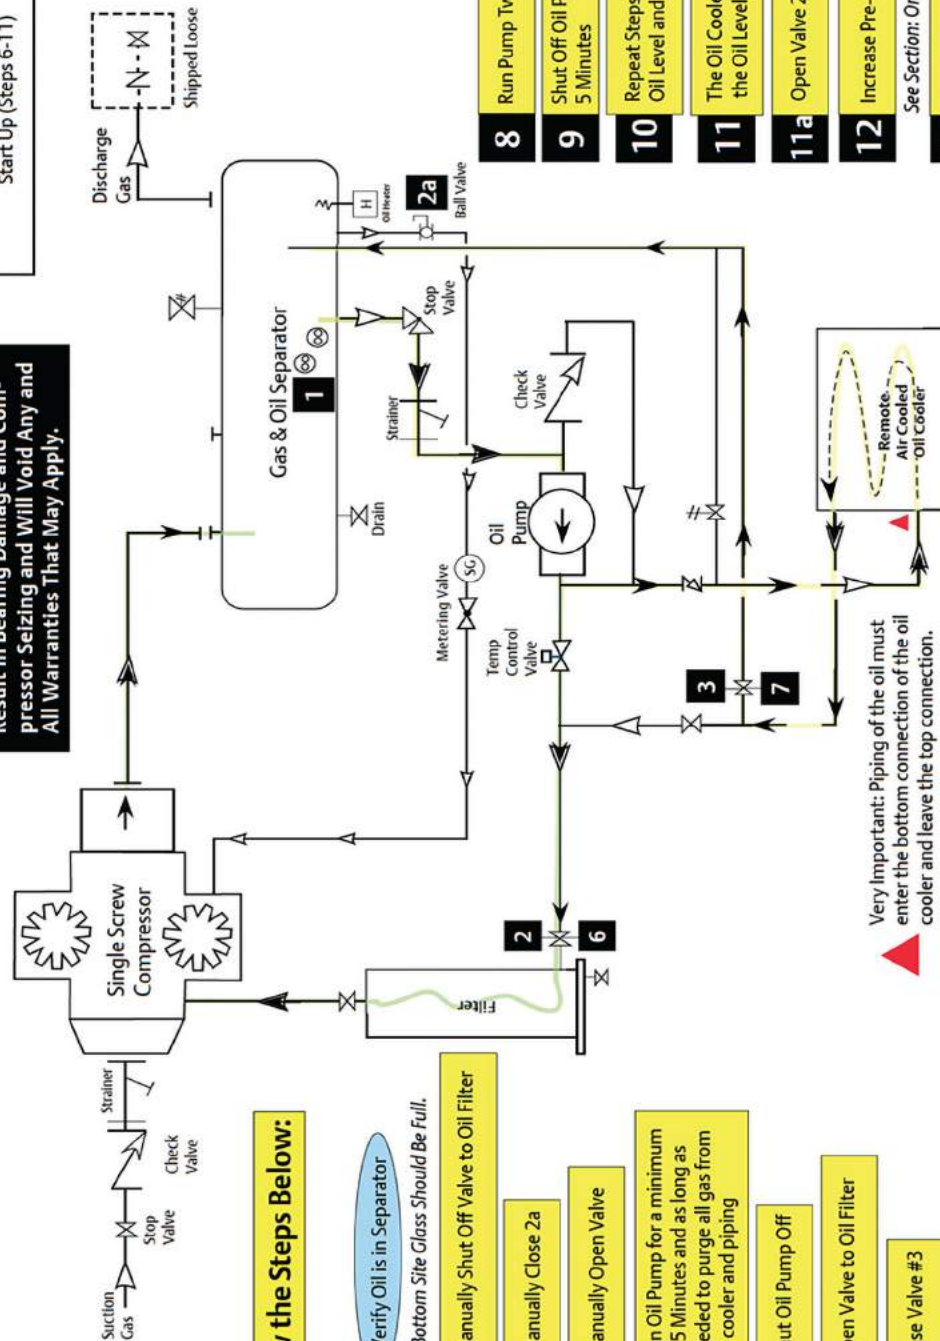 Start Up (Steps 6-11)
Result in Bearing Damage and Com-
pressor Seizing and Will Void Any and
All Warranties That May Apply.
Suction
Gas
Stop
Valve
Check
Valve
Strainer
Single Screw
Compressor
Discharge
Gas
Shipped Loose
Gas & Oil Separator
1
Drain
H
Oil Heater
2a
Ball Valve
Stop
Valve
Strainer
Metering Valve
SG
Check
Valve
Oil
Pump
Temp
Control
Valve
Filter
2
6
3
7
Remote
Air Cooled
Oil Cooler
Very Important: Piping of the oil must
enter the bottom connection of the oil
cooler and leave the top connection.
the Steps Below:
erify Oil is in Separator
Bottom Site Glass Should Be Full.
anually Shut Off Valve to Oil Filter
anually Close 2a
anually Open Valve
n Oil Pump for a minimum
5 Minutes and as long as
eded to purge all gas from
cooler and piping
ut Oil Pump Off
en Valve to Oil Filter
se Valve #3
8 Run Pump Tw
9 Shut Off Oil P
5 Minutes
10 Repeat Steps
Oil Level and
11 The Oil Coole
the Oil Level
11a Open Valve 2
12 Increase Pre-
See Section: Or